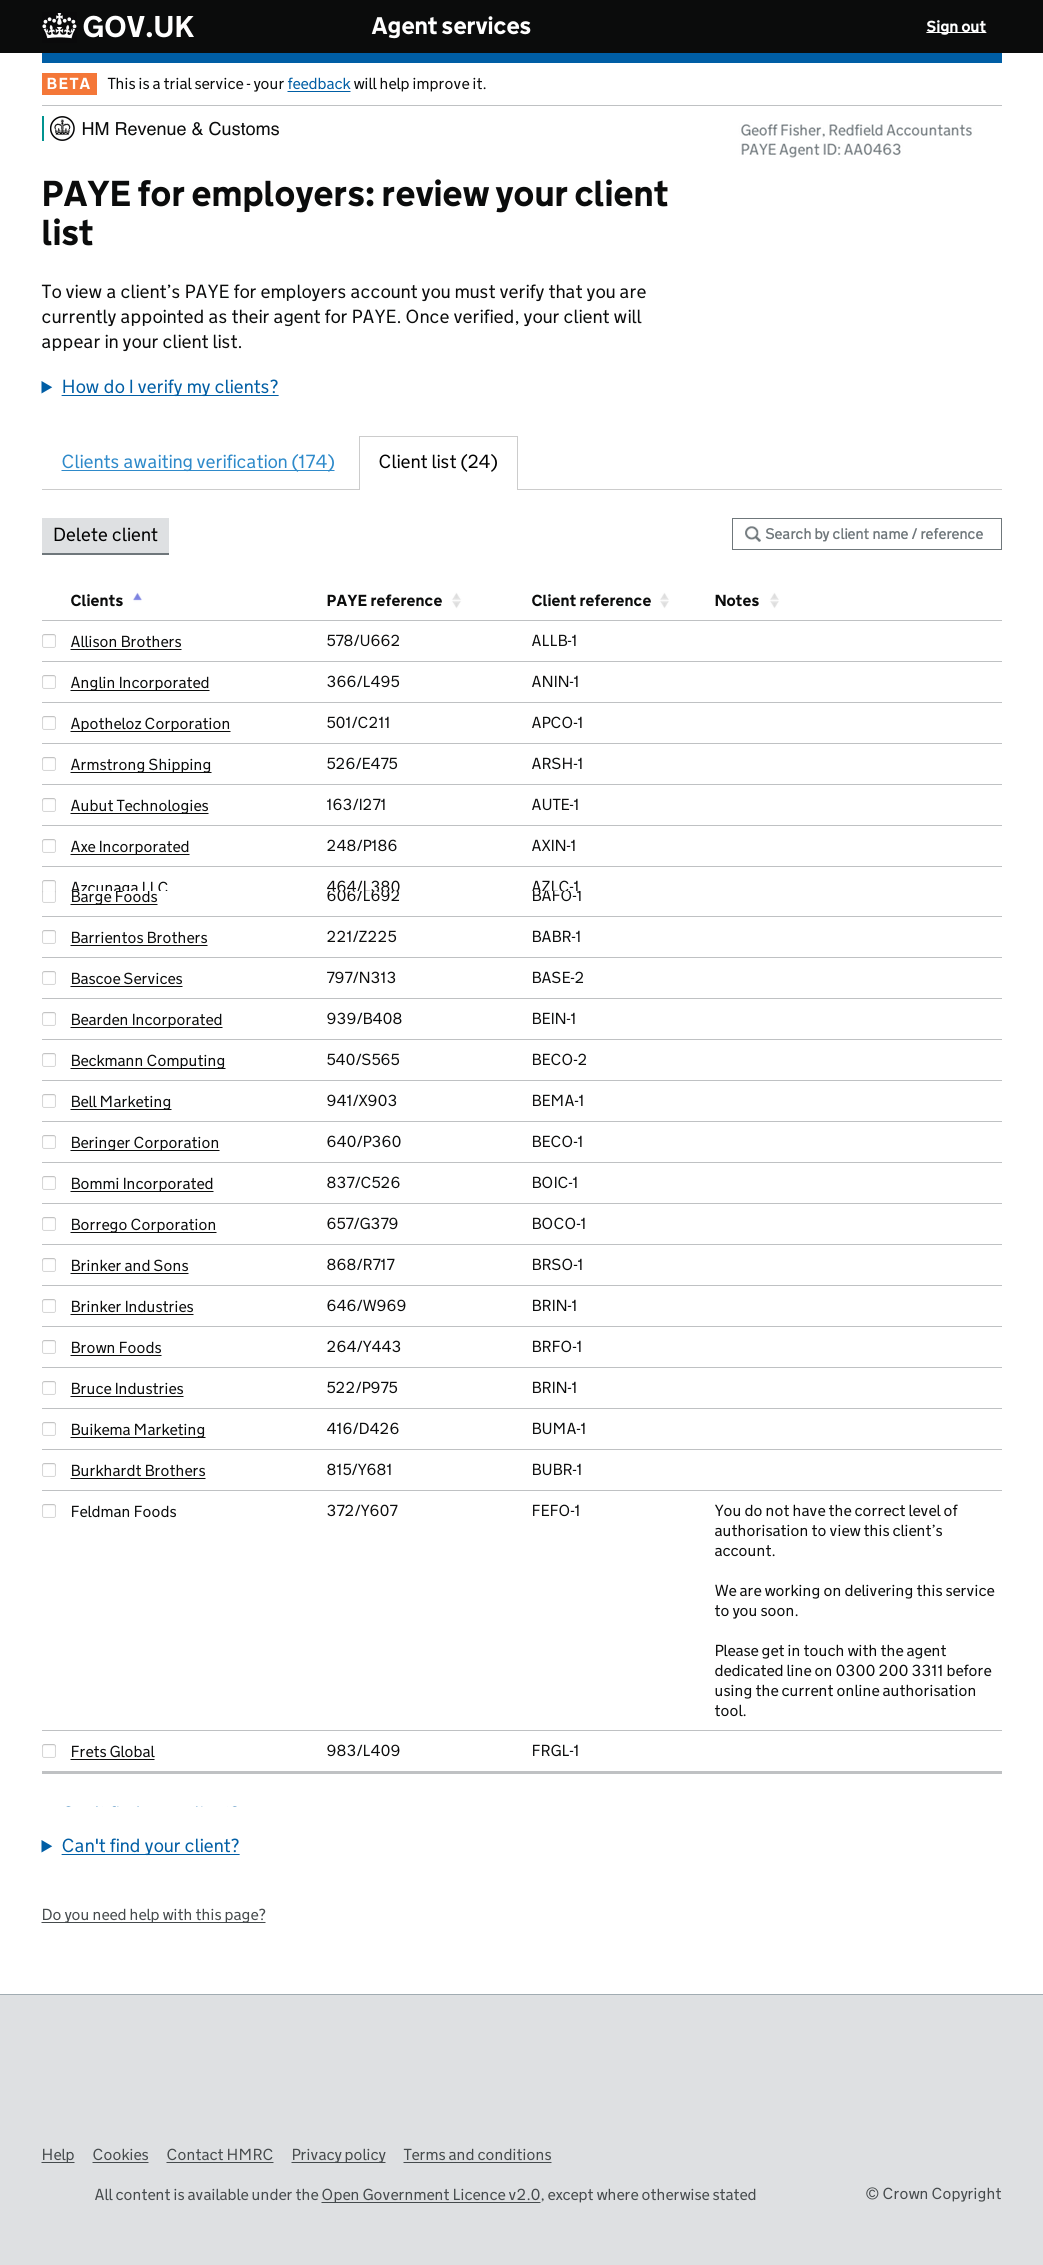 GOV.UK Agent services Sign out
BETA This is a trial service - your feedback will help improve it.
HM Revenue & Customs
Geoff Fisher, Redfield Accountants
PAYE Agent ID: AA0463
PAYE for employers: review your client
list
To view a client's PAYE for employers account you must verify that you are
currently appointed as their agent for PAYE. Once verified, your client will
appear in your client list.
How do I verify my clients?
Clients awaiting verification (174) Client list (24)
Delete client Search by client name / reference
Clients PAYE reference Client reference Notes
Allison Brothers 578/U662 ALLB-1
Anglin Incorporated 366/L495 ANIN-1
Apotheloz Corporation 501/C211 APCO-1
Armstrong Shipping 526/E475 ARSH-1
Aubut Technologies 163/I271 AUTE-1
Axe Incorporated 248/P186 AXIN-1
Azcunaga LLC 464/L380 AZLC-1
Barge Foods 606/L692 BAFO-1
Barrientos Brothers 221/Z225 BABR-1
Bascoe Services 797/N313 BASE-2
Bearden Incorporated 939/B408 BEIN-1
Beckmann Computing 540/S565 BECO-2
Bell Marketing 941/X903 BEMA-1
Beringer Corporation 640/P360 BECO-1
Bommi Incorporated 837/C526 BOIC-1
Borrego Corporation 657/G379 BOCO-1
Brinker and Sons 868/R717 BRSO-1
Brinker Industries 646/W969 BRIN-1
Brown Foods 264/Y443 BRFO-1
Bruce Industries 522/P975 BRIN-1
Buikema Marketing 416/D426 BUMA-1
Burkhardt Brothers 815/Y681 BUBR-1
Feldman Foods 372/Y607 FEFO-1 You do not have the correct level of
authorisation to view this client's
account.
We are working on delivering this service
to you soon.
Please get in touch with the agent
dedicated line on 0300 200 3311 before
using the current online authorisation
tool.
Frets Global 983/L409 FRGL-1
Can't find your client?
Do you need help with this page?
Help Cookies Contact HMRC Privacy policy Terms and conditions
All content is available under the Open Government Licence v2.0, except where otherwise stated
© Crown Copyright